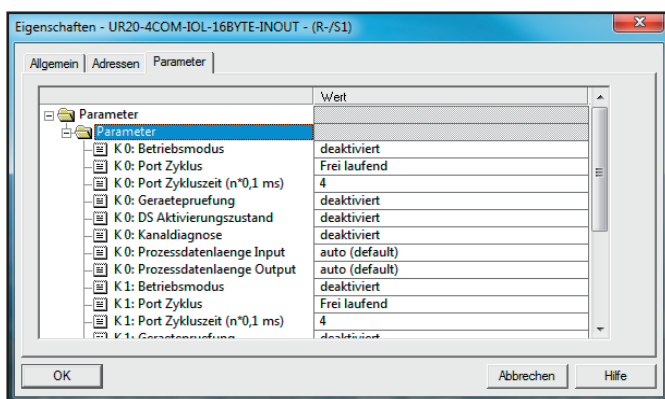 Eigenschaften - UR20-4COM-IOL-16BYTE-INOUT - (R-/S1)
Allgemein Adressen Parameter
Wert
Parameter
Parameter
K 0: Betriebsmodus deaktiviert
K 0: Port Zyklus Frei laufend
K 0: Port Zykluszeit (n*0,1 ms) 4
K 0: Geraetepruefung deaktiviert
K 0: DS Aktivierungszustand deaktiviert
K 0: Kanaldiagnose deaktiviert
K 0: Prozessdatenlaenge Input auto (default)
K 0: Prozessdatenlaenge Output auto (default)
K 1: Betriebsmodus deaktiviert
K 1: Port Zyklus Frei laufend
K 1: Port Zykluszeit (n*0,1 ms) 4
K 1: Geraetepruefung deaktiviert
OK Abbrechen Hilfe